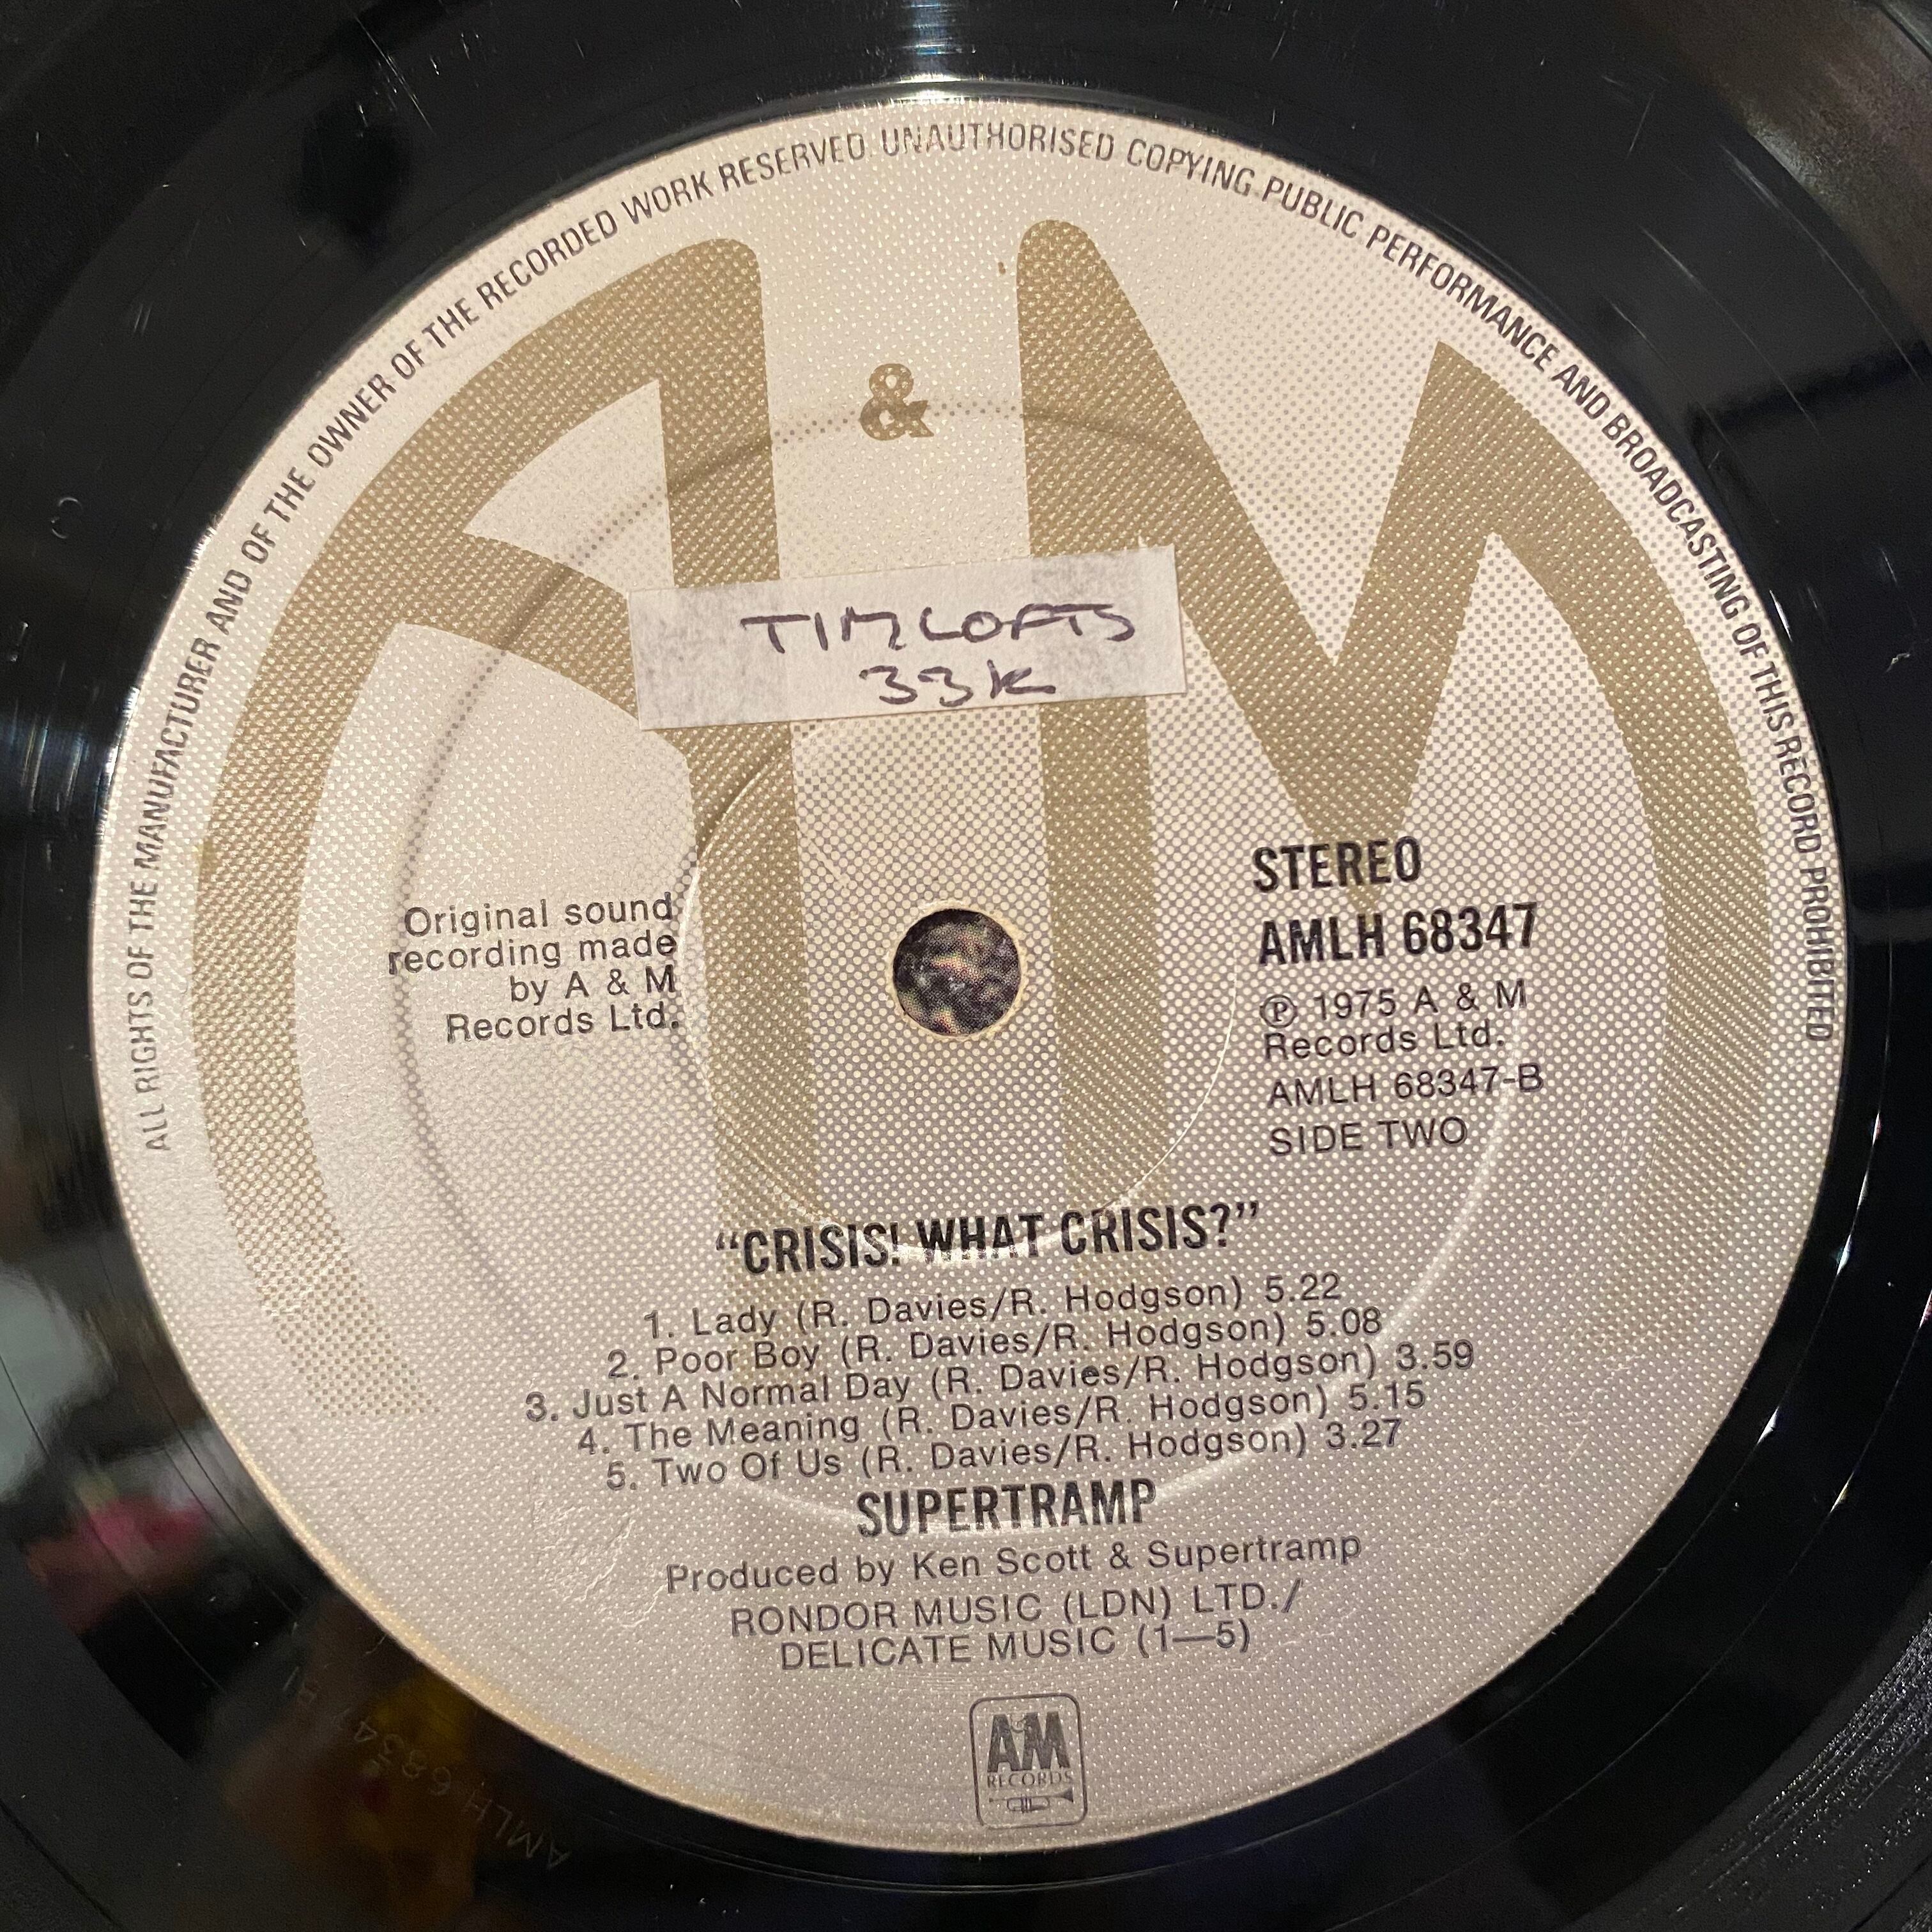 ALL RIGHTS OF THE MANUFACTURER AND OF THE OWNER OF THE RECORDED WORK RESERVED. UNAUTHORISED COPYING PUBLIC PERFORMANCE AND BROADCASTING OF THIS RECORD PROHIBITED
A & M
TIM LOFTS
33K
Original sound
recording made
by A & M
Records Ltd.
STEREO
AMLH 68347
℗ 1975 A & M
Records Ltd.
AMLH 68347-B
SIDE TWO
“CRISIS! WHAT CRISIS?”
1. Lady (R. Davies/R. Hodgson) 5.22
2. Poor Boy (R. Davies/R. Hodgson) 5.08
3. Just A Normal Day (R. Davies/R. Hodgson) 3.59
4. The Meaning (R. Davies/R. Hodgson) 5.15
5. Two Of Us (R. Davies/R. Hodgson) 3.27
SUPERTRAMP
Produced by Ken Scott & Supertramp
RONDOR MUSIC (LDN) LTD./
DELICATE MUSIC (1—5)
A&M
RECORDS
AMLH 68347